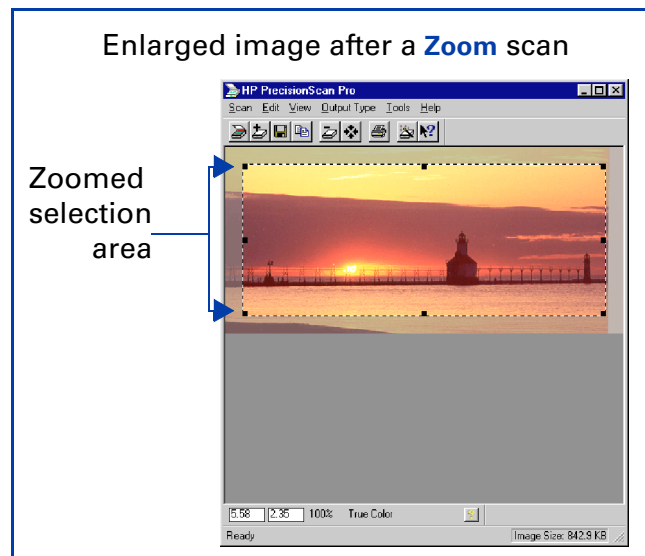 Enlarged image after a Zoom scan
HP PrecisionScan Pro
Scan Edit View Output Type Tools Help
Zoomed
selection
area
5.58 2.35 100% True Color
Ready Image Size: 842.9 KB